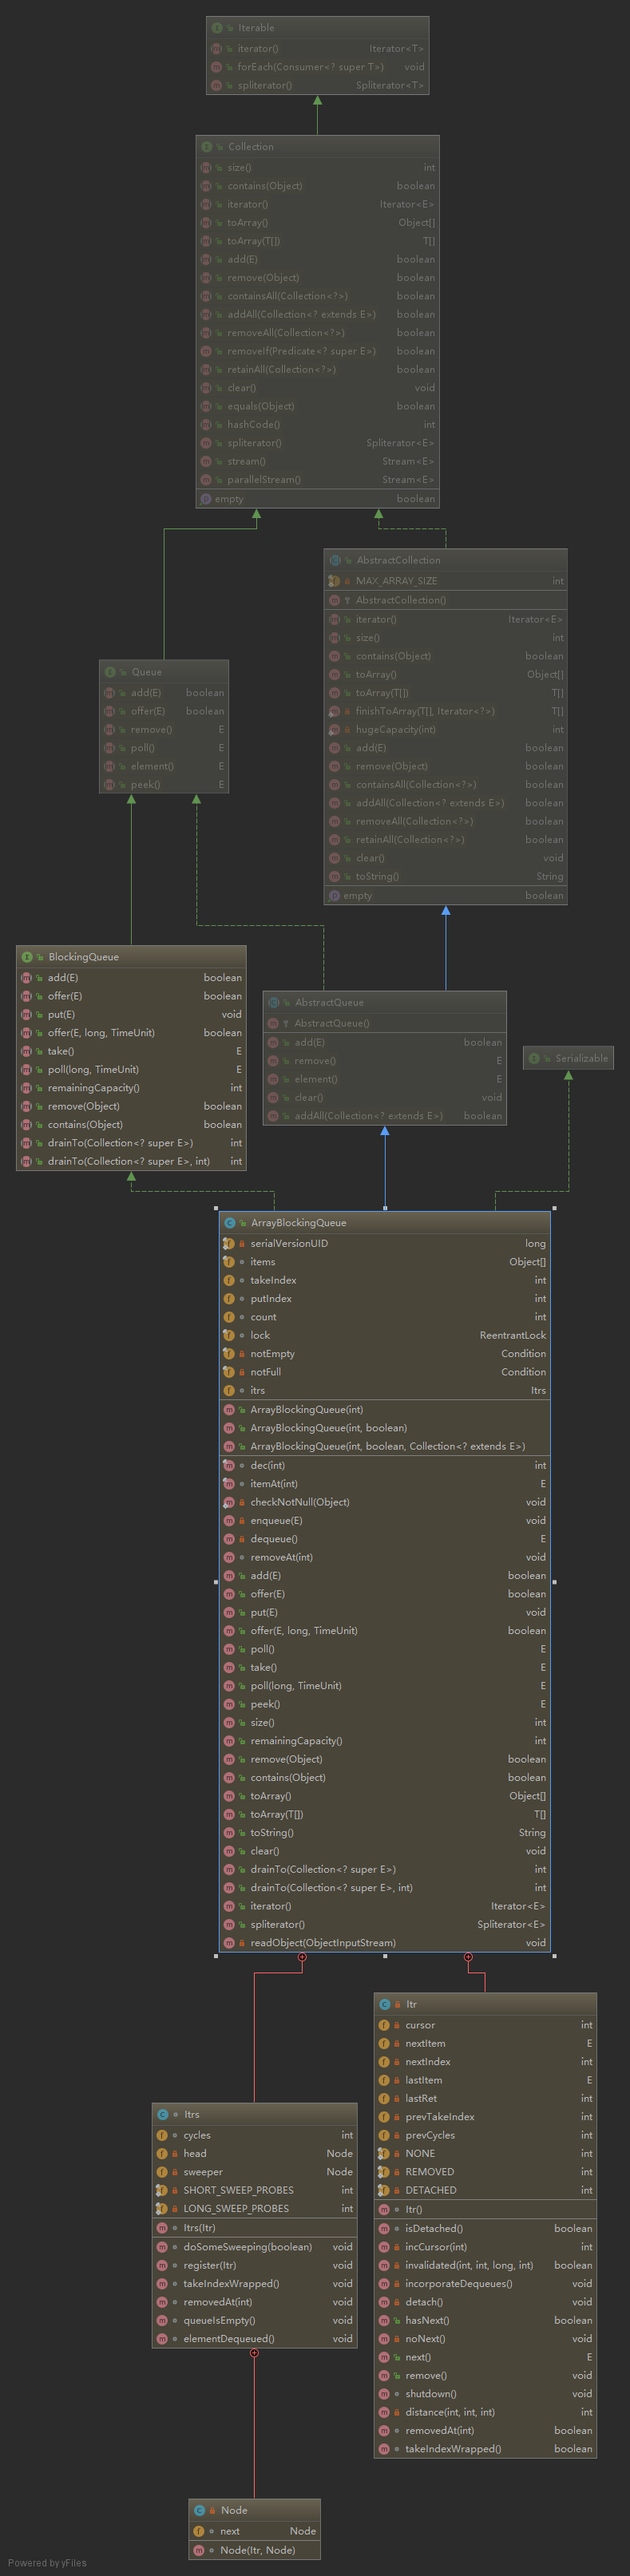 Iterable
iterator() Iterator<T>
forEach(Consumer<? super T>) void
spliterator() Spliterator<T>
Collection
size() int
contains(Object) boolean
iterator() Iterator<E>
toArray() Object[]
toArray(T[]) T[]
add(E) boolean
remove(Object) boolean
containsAll(Collection<?>) boolean
addAll(Collection<? extends E>) boolean
removeAll(Collection<?>) boolean
removeIf(Predicate<? super E>) boolean
retainAll(Collection<?>) boolean
clear() void
equals(Object) boolean
hashCode() int
spliterator() Spliterator<E>
stream() Stream<E>
parallelStream() Stream<E>
empty boolean
AbstractCollection
MAX_ARRAY_SIZE int
AbstractCollection()
iterator() Iterator<E>
size() int
contains(Object) boolean
toArray() Object[]
toArray(T[]) T[]
finishToArray(T[], Iterator<?>) T[]
hugeCapacity(int) int
add(E) boolean
remove(Object) boolean
containsAll(Collection<?>) boolean
addAll(Collection<? extends E>) boolean
removeAll(Collection<?>) boolean
retainAll(Collection<?>) boolean
clear() void
toString() String
empty boolean
Queue
add(E) boolean
offer(E) boolean
remove() E
poll() E
element() E
peek() E
BlockingQueue
add(E) boolean
offer(E) boolean
put(E) void
offer(E, long, TimeUnit) boolean
take() E
poll(long, TimeUnit) E
remainingCapacity() int
remove(Object) boolean
contains(Object) boolean
drainTo(Collection<? super E>) int
drainTo(Collection<? super E>, int) int
AbstractQueue
AbstractQueue()
add(E) boolean
remove() E
element() E
clear() void
addAll(Collection<? extends E>) boolean
Serializable
ArrayBlockingQueue
serialVersionUID long
items Object[]
takeIndex int
putIndex int
count int
lock ReentrantLock
notEmpty Condition
notFull Condition
itrs Itrs
ArrayBlockingQueue(int)
ArrayBlockingQueue(int, boolean)
ArrayBlockingQueue(int, boolean, Collection<? extends E>)
dec(int) int
itemAt(int) E
checkNotNull(Object) void
enqueue(E) void
dequeue() E
removeAt(int) void
add(E) boolean
offer(E) boolean
put(E) void
offer(E, long, TimeUnit) boolean
poll() E
take() E
poll(long, TimeUnit) E
peek() E
size() int
remainingCapacity() int
remove(Object) boolean
contains(Object) boolean
toArray() Object[]
toArray(T[]) T[]
toString() String
clear() void
drainTo(Collection<? super E>) int
drainTo(Collection<? super E>, int) int
iterator() Iterator<E>
spliterator() Spliterator<E>
readObject(ObjectInputStream) void
Itr
cursor int
nextItem E
nextIndex int
lastItem E
lastRet int
prevTakeIndex int
prevCycles int
NONE int
REMOVED int
DETACHED int
Itr()
isDetached() boolean
incCursor(int) int
invalidated(int, int, long, int) boolean
incorporateDequeues() void
detach() void
hasNext() boolean
noNext() void
next() E
remove() void
shutdown() void
distance(int, int, int) int
removedAt(int) boolean
takeIndexWrapped() boolean
Itrs
cycles int
head Node
sweeper Node
SHORT_SWEEP_PROBES int
LONG_SWEEP_PROBES int
Itrs(Itr)
doSomeSweeping(boolean) void
register(Itr) void
takeIndexWrapped() void
removedAt(int) void
queueIsEmpty() void
elementDequeued() void
Node
next Node
Node(Itr, Node)
Powered by yFiles